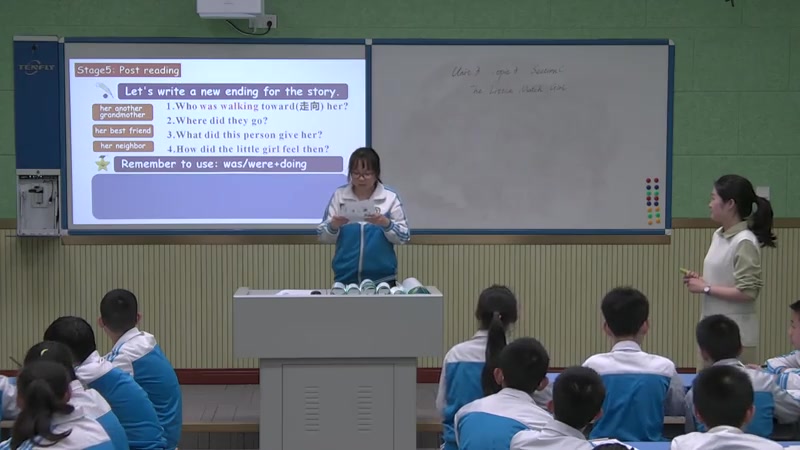 TENFIT
Stage5: Post reading
Let's write a new ending for the story.
her another
grandmother
her best friend
her neighbor
1.Who was walking toward(走向) her?
2.Where did they go?
3.What did this person give her?
4.How did the little girl feel then?
Remember to use: was/were+doing
The Little Match